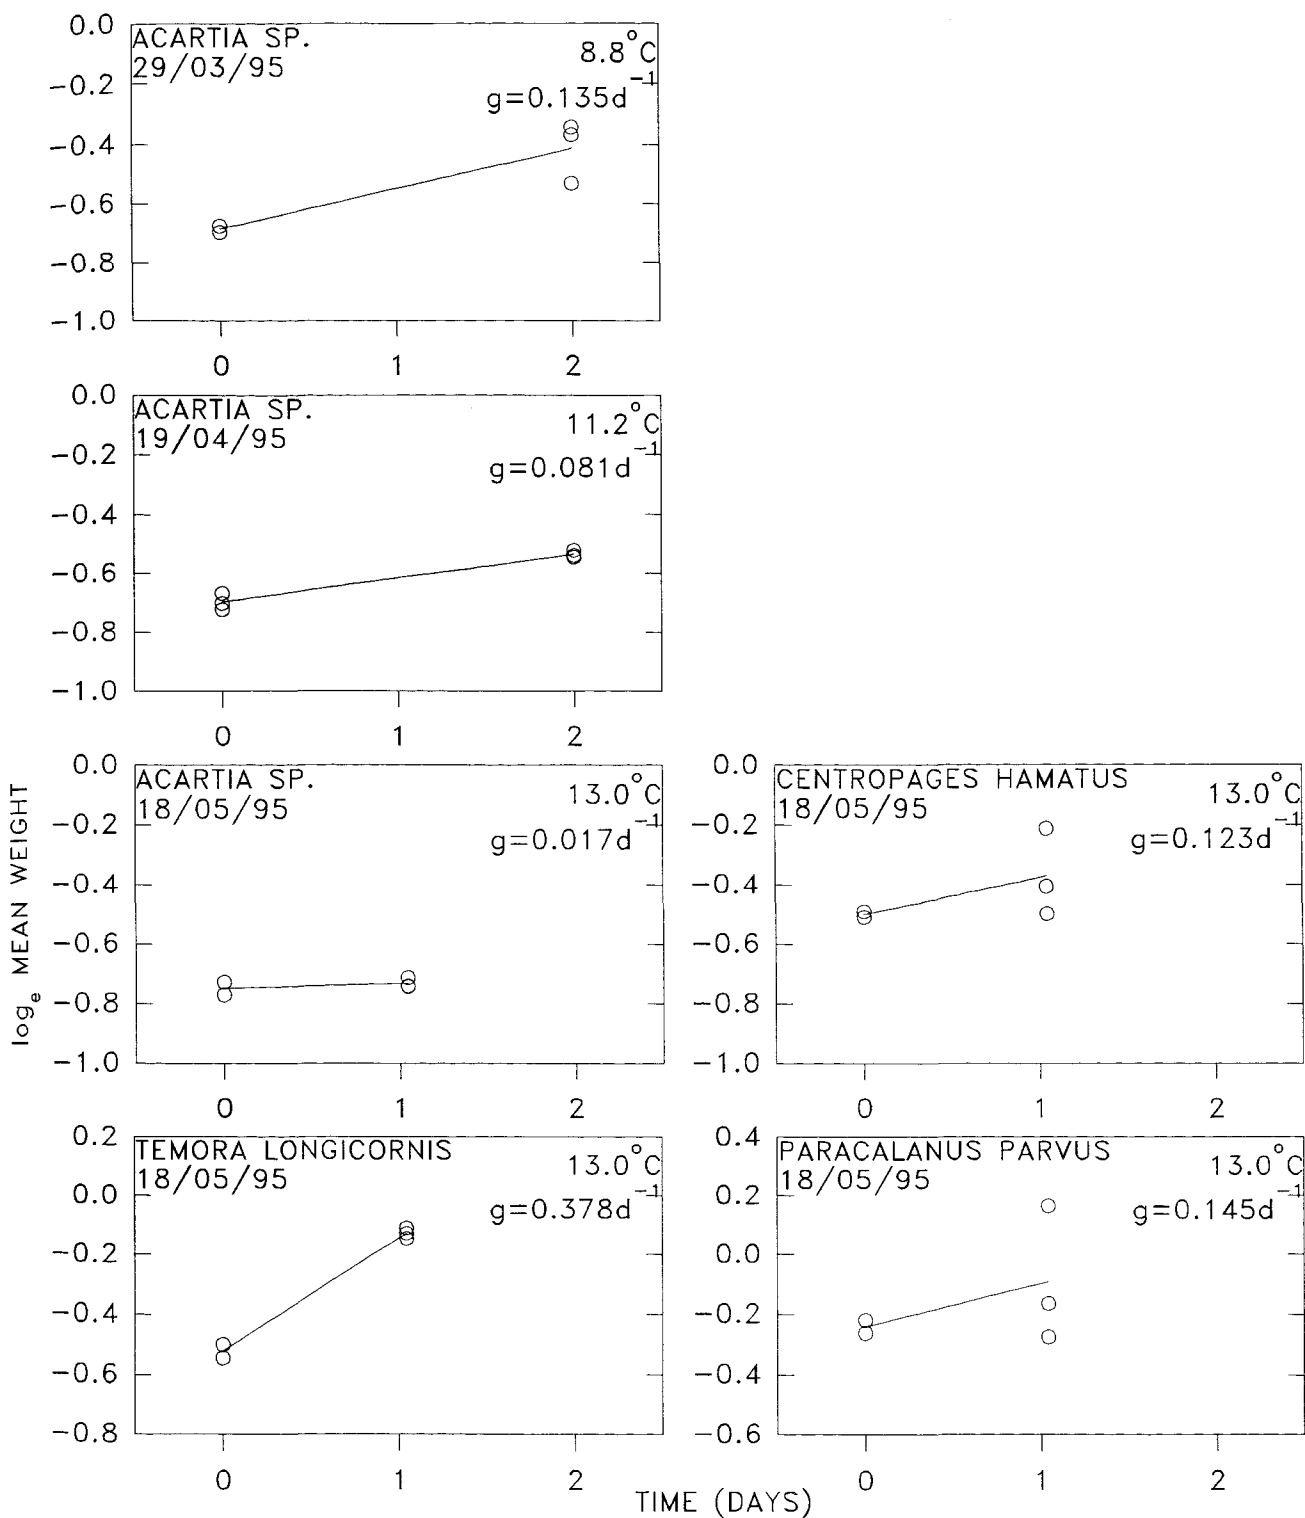 0.0
-0.2
-0.4
-0.6
-0.8
-1.0
ACARTIA SP.
29/03/95
8.8°C
g=0.135d⁻¹
0 1 2
0.0
-0.2
-0.4
-0.6
-0.8
-1.0
ACARTIA SP.
19/04/95
11.2°C
g=0.081d⁻¹
0 1 2
logₑ MEAN WEIGHT
0.0
-0.2
-0.4
-0.6
-0.8
-1.0
ACARTIA SP.
18/05/95
13.0°C
g=0.017d⁻¹
0 1 2
0.0
-0.2
-0.4
-0.6
-0.8
-1.0
CENTROPAGES HAMATUS
18/05/95
13.0°C
g=0.123d⁻¹
0 1 2
0.2
0.0
-0.2
-0.4
-0.6
-0.8
TEMORA LONGICORNIS
18/05/95
13.0°C
g=0.378d⁻¹
0 1 2
0.4
0.2
0.0
-0.2
-0.4
-0.6
PARACALANUS PARVUS
18/05/95
13.0°C
g=0.145d⁻¹
0 1 2
TIME (DAYS)